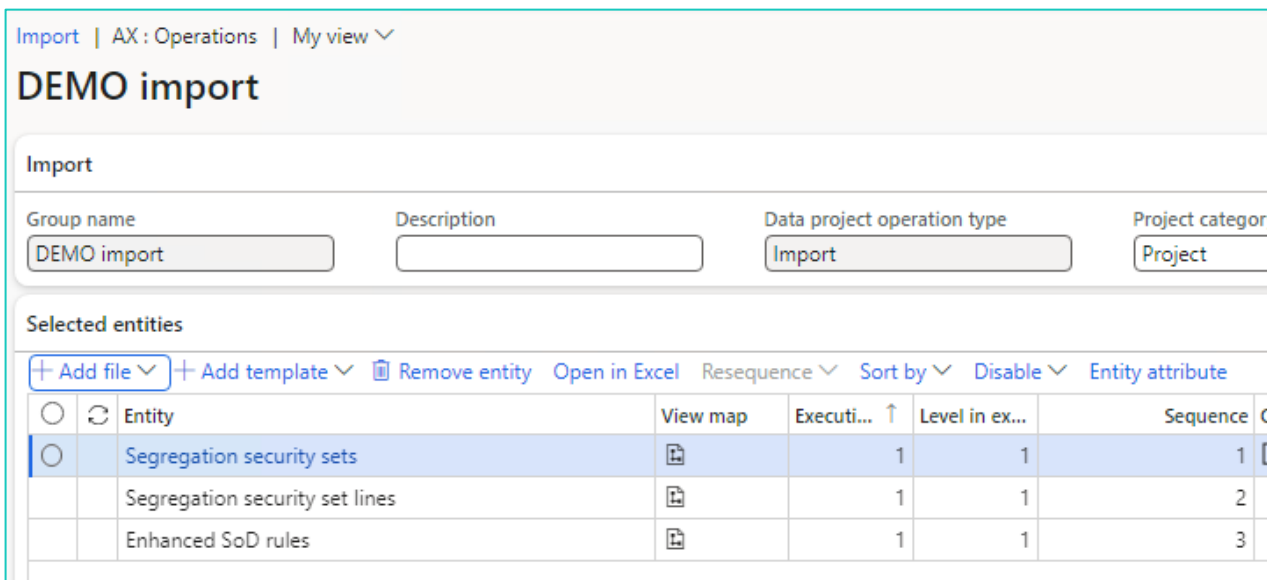 Import | AX : Operations | My view
DEMO import
Import
Group name Description Data project operation type Project categor
DEMO import Import Project
Selected entities
+ Add file + Add template Remove entity Open in Excel Resequence Sort by Disable Entity attribute
Entity View map Executi... ↑ Level in ex... Sequence
Segregation security sets 1 1 1
Segregation security set lines 1 1 2
Enhanced SoD rules 1 1 3